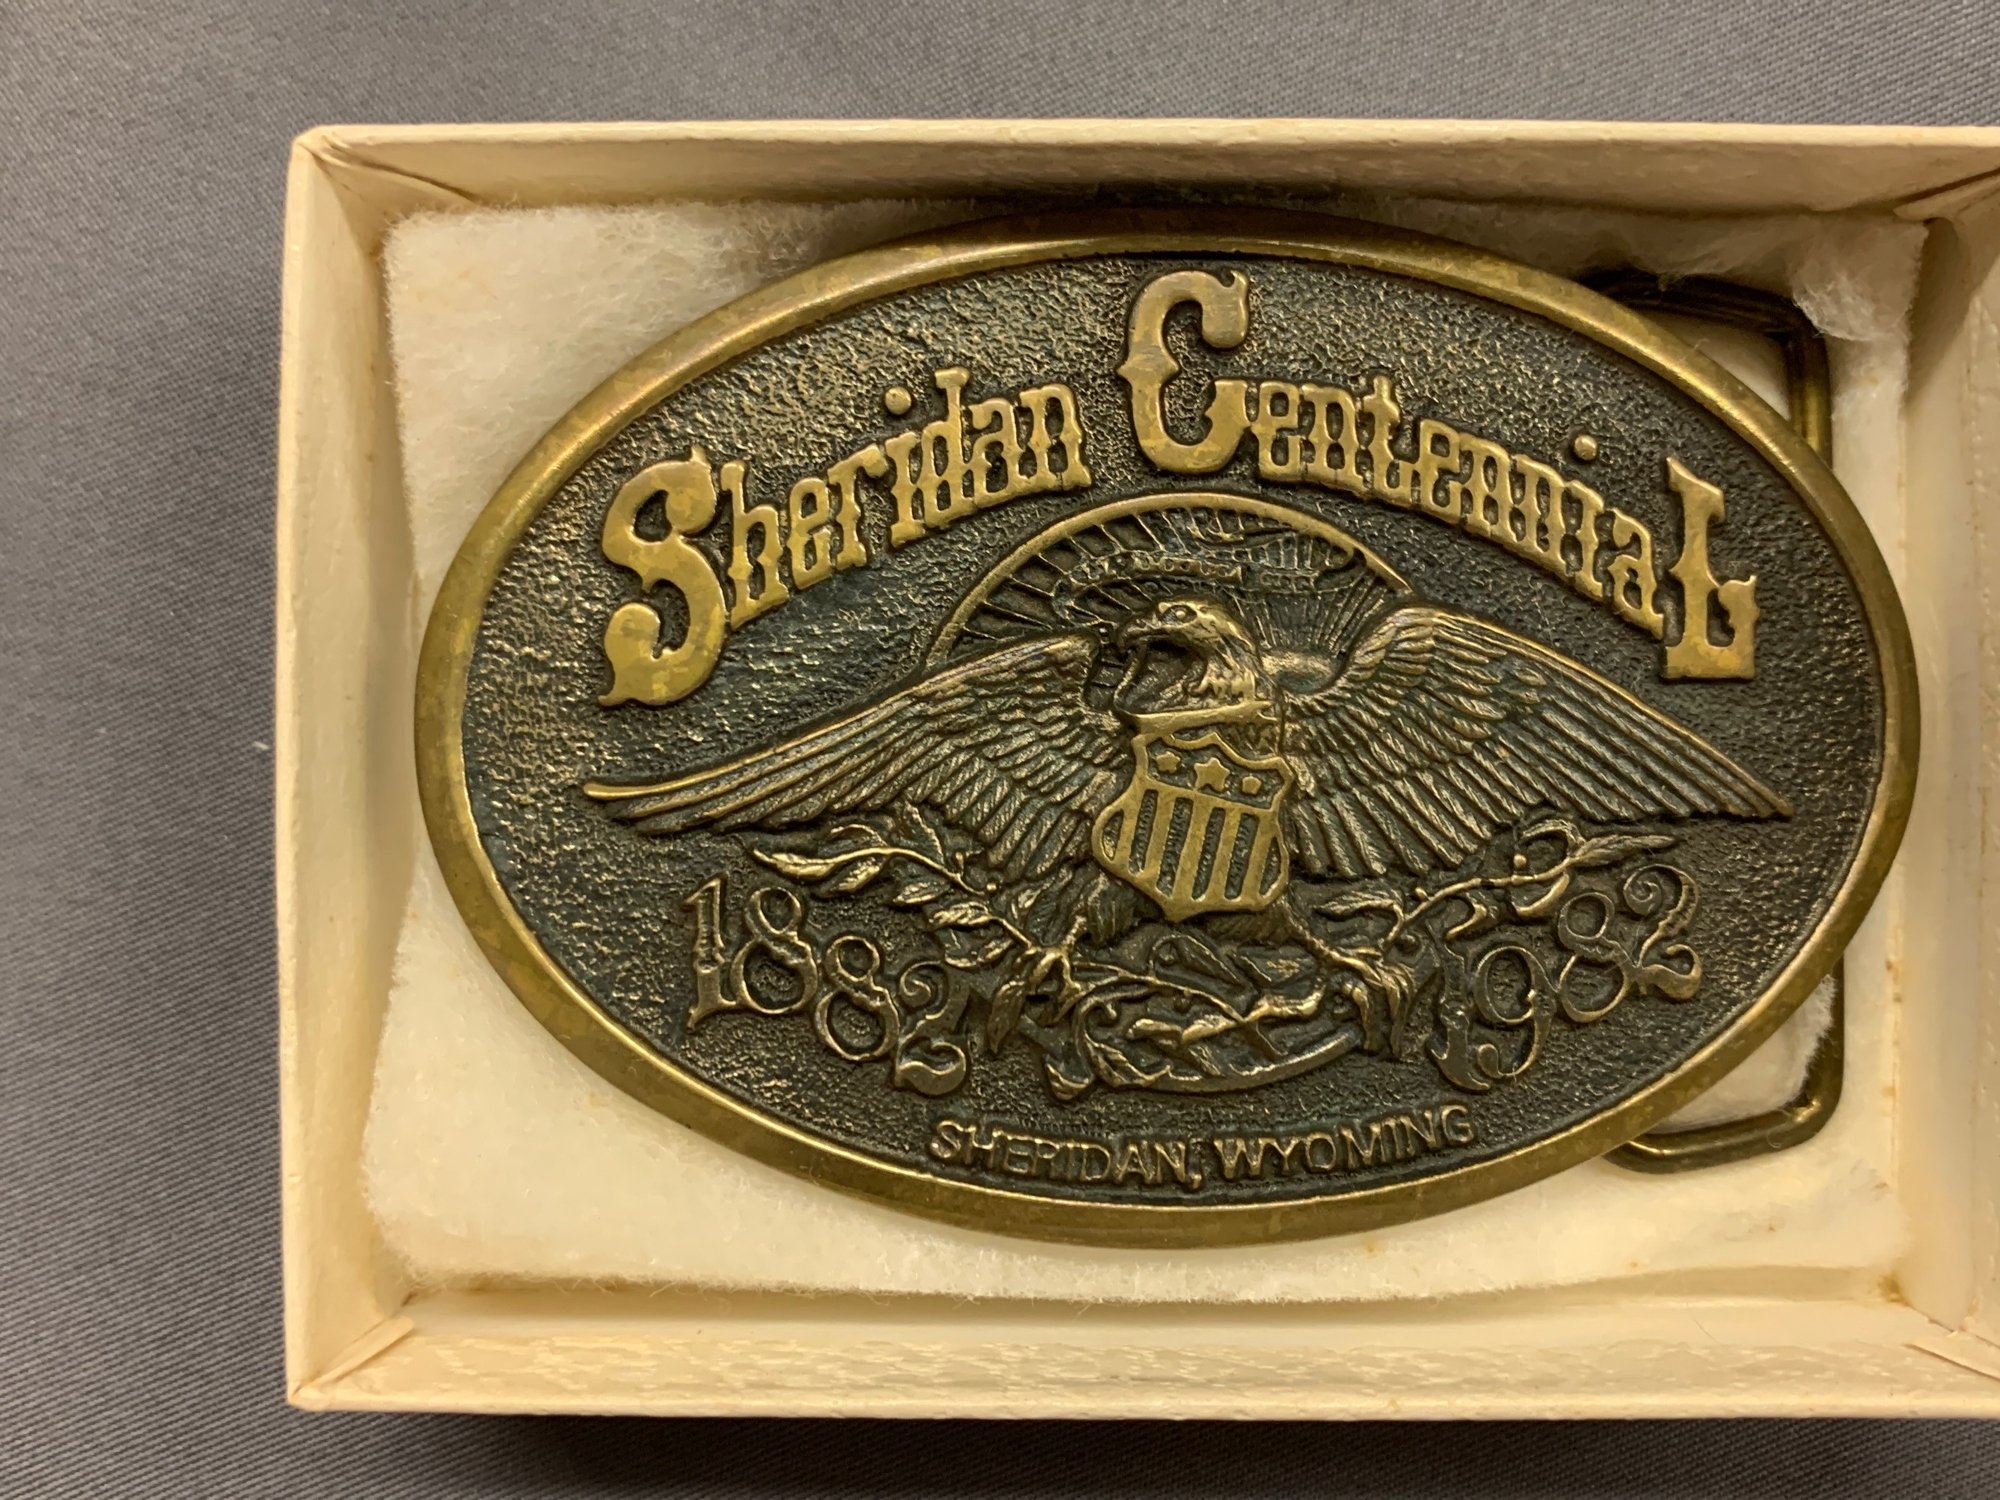 Sheridan Centennial
1882 1982
SHERIDAN, WYOMING